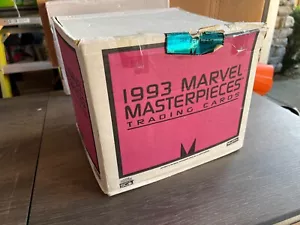 1993 MARVEL
MASTERPIECES
TRADING CARDS